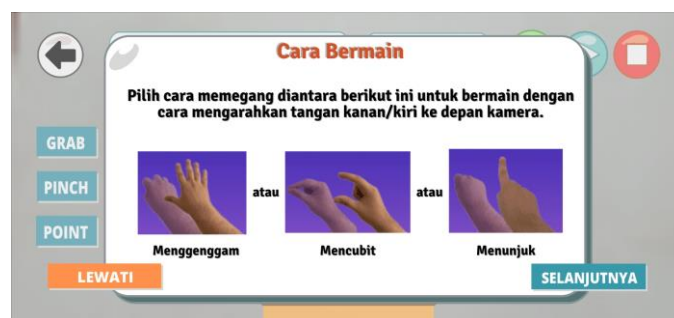 Cara Bermain
Pilih cara memegang diantara berikut ini untuk bermain dengan
cara mengarahkan tangan kanan/kiri ke depan kamera.
GRAB
PINCH
POINT
atau
atau
Menggenggam
Mencubit
Menunjuk
LEWATI
SELANJUTNYA